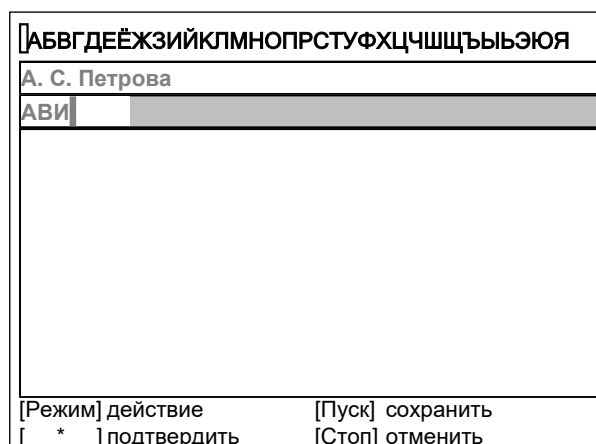 АБВГДЕЁЖЗИЙКЛМНОПРСТУФХЦЧШЩЪЫЬЭЮЯ
А. С. Петрова
АВИ
[Режим] действие [Пуск] сохранить
[ * ] подтвердить [Стоп] отменить